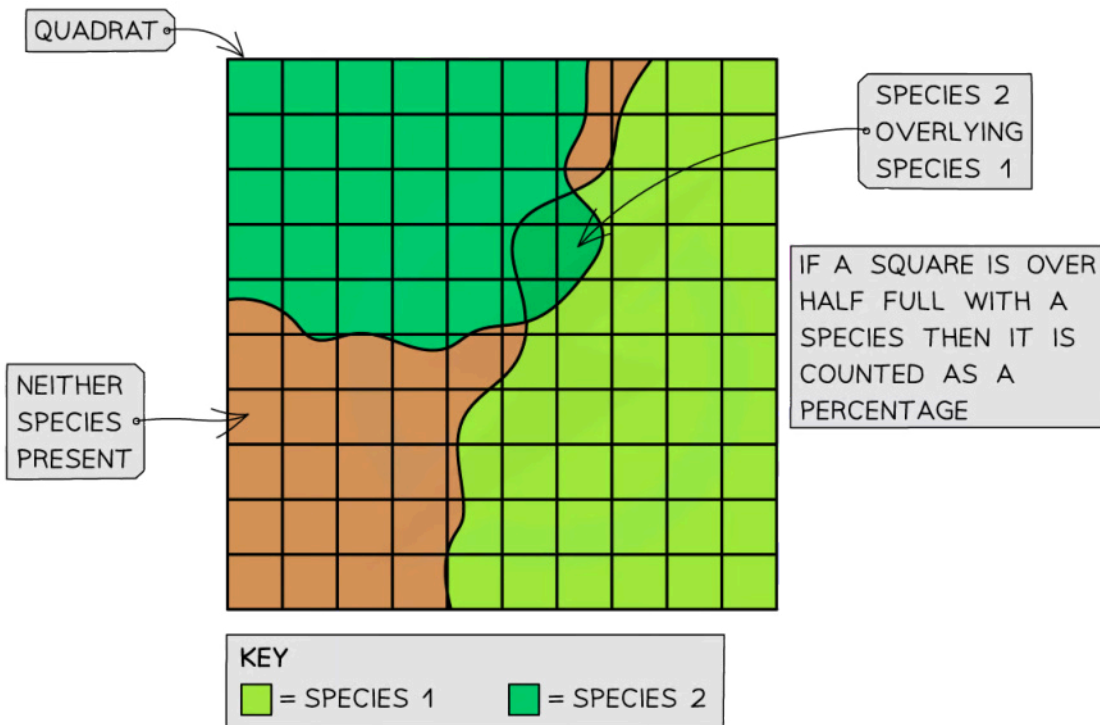 QUADRAT
SPECIES 2
OVERLYING
SPECIES 1
IF A SQUARE IS OVER
HALF FULL WITH A
SPECIES THEN IT IS
COUNTED AS A
PERCENTAGE
NEITHER
SPECIES
PRESENT
KEY
= SPECIES 1 = SPECIES 2